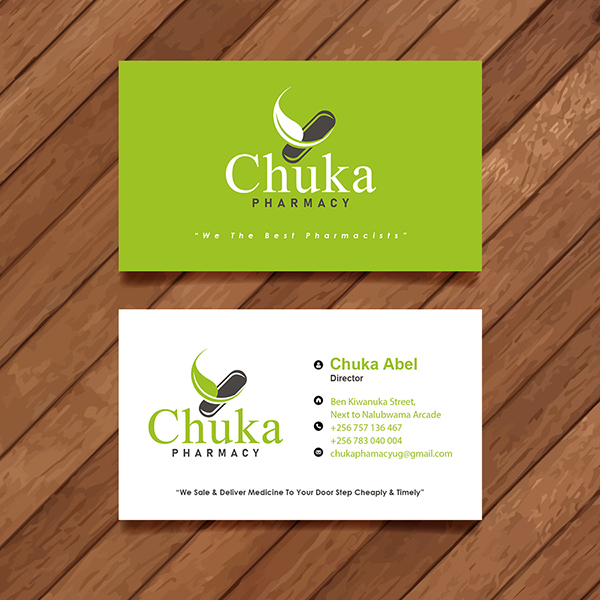 Chuka
PHARMACY
"We The Best Pharmacists"
Chuka
PHARMACY
Chuka Abel
Director
Ben Kiwanuka Street,
Next to Nalubwama Arcade
+256 757 136 467
+256 783 040 004
chukaphamacyug@gmail.com
"We Sale & Deliver Medicine To Your Door Step Cheaply & Timely"